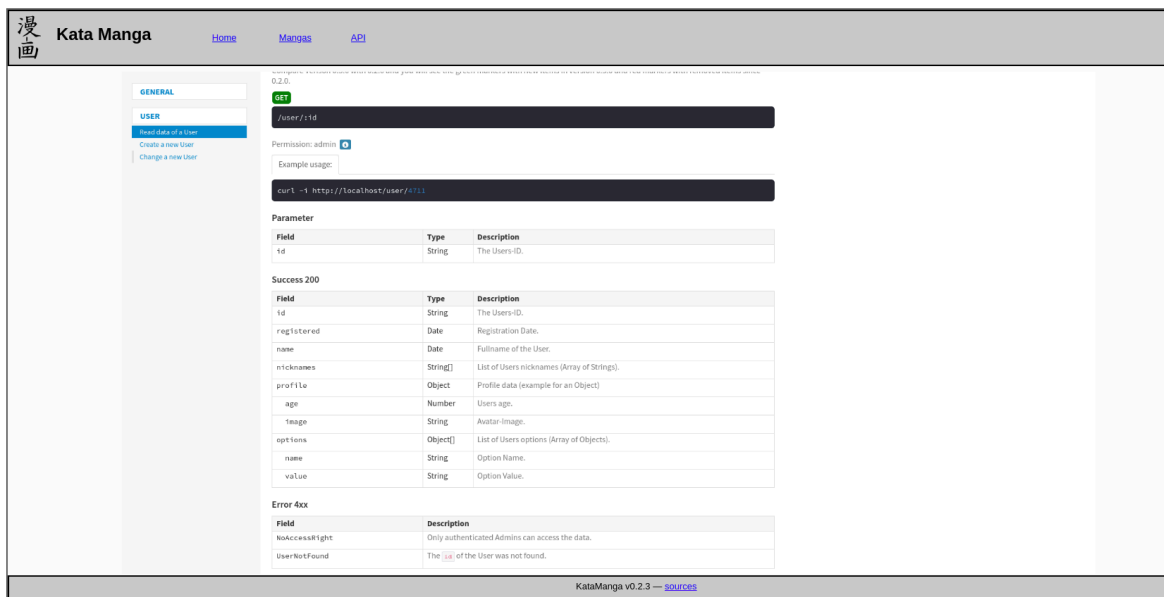 漫画
Kata Manga
Home Mangas API
GENERAL
USER
Read data of a User
Create a new User
Change a new User
0.2.0.
GET
/user/:id
Permission: admin
Example usage:
curl -i http://localhost/user/4711
Parameter
Field Type Description
id String The Users-ID.
Success 200
Field Type Description
id String The Users-ID.
registered Date Registration Date.
name Date Fullname of the User.
nicknames String[] List of Users nicknames (Array of Strings).
profile Object Profile data (example for an Object)
age Number Users age.
image String Avatar-Image.
options Object[] List of Users options (Array of Objects).
name String Option Name.
value String Option Value.
Error 4xx
Field Description
NoAccessRight Only authenticated Admins can access the data.
UserNotFound The id of the User was not found.
KataManga v0.2.3 — sources